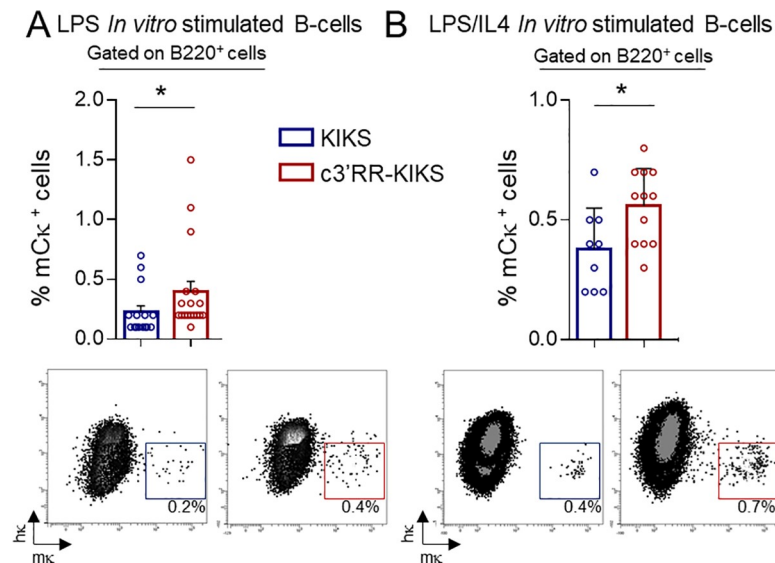 A LPS In vitro stimulated B-cells
Gated on B220+ cells
2.0
1.5
1.0
0.5
0.0
% mCκ + cells
*
KIKS
c3'RR-KIKS
B LPS/IL4 In vitro stimulated B-cells
Gated on B220+ cells
1.0
0.5
0.0
% mCκ + cells
*
0.2%
0.4%
hκ
mκ
0.4%
0.7%
hκ
mκ